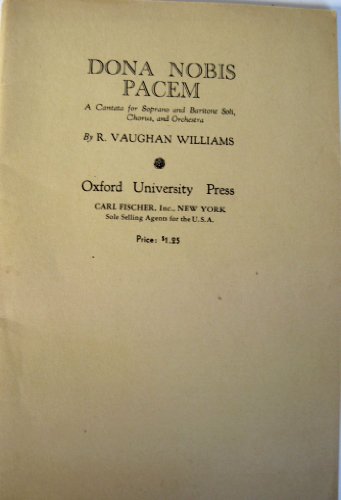 DONA NOBIS
PACEM
A Cantata for Soprano and Baritone Soli,
Chorus, and Orchestra
By R. VAUGHAN WILLIAMS
Oxford University Press
CARL FISCHER, Inc., NEW YORK
Sole Selling Agents for the U.S.A.
Price: $1.25